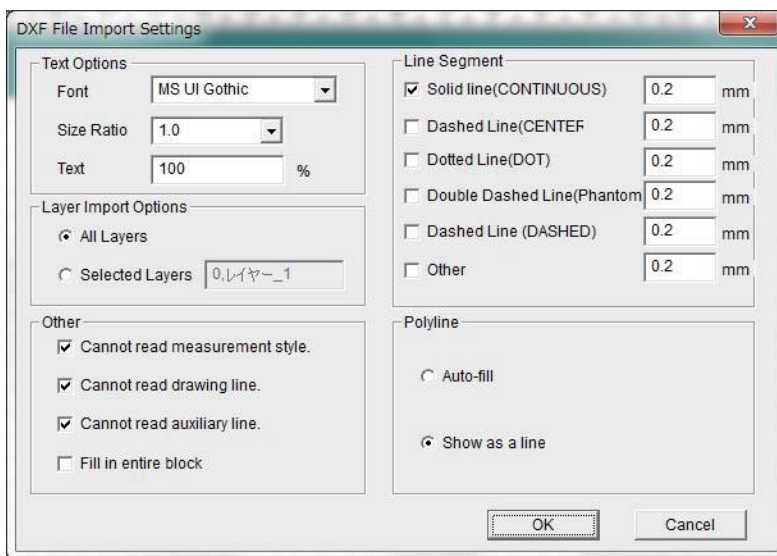 DXF File Import Settings
Text Options
Font MS UI Gothic
Size Ratio 1.0
Text 100 %
Layer Import Options
All Layers
Selected Layers 0,レイヤー_1
Other
Cannot read measurement style.
Cannot read drawing line.
Cannot read auxiliary line.
Fill in entire block
Line Segment
Solid line(CONTINUOUS) 0.2 mm
Dashed Line(CENTER 0.2 mm
Dotted Line(DOT) 0.2 mm
Double Dashed Line(Phantom 0.2 mm
Dashed Line (DASHED) 0.2 mm
Other 0.2 mm
Polyline
Auto-fill
Show as a line
OK Cancel